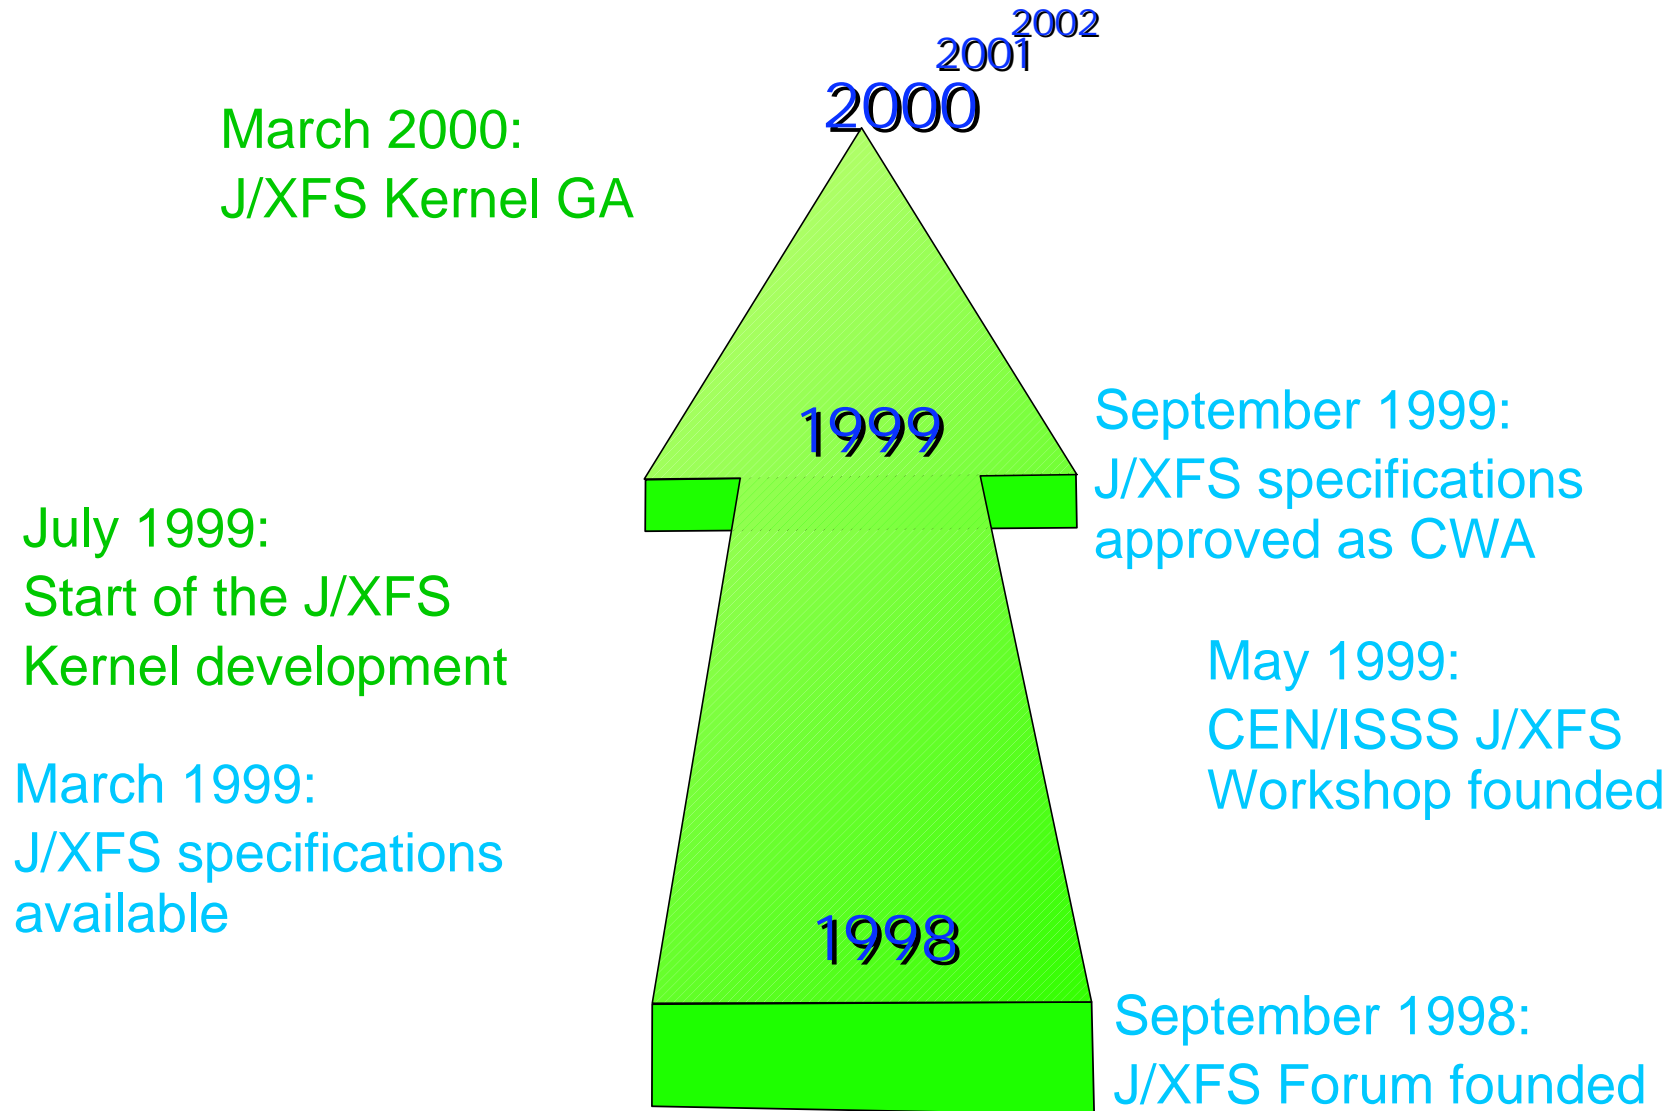 2002
2001
2000
March 2000:
J/XFS Kernel GA
1999
September 1999:
J/XFS specifications
approved as CWA
July 1999:
Start of the J/XFS
Kernel development
May 1999:
CEN/ISSS J/XFS
Workshop founded
March 1999:
J/XFS specifications
available
1998
September 1998:
J/XFS Forum founded